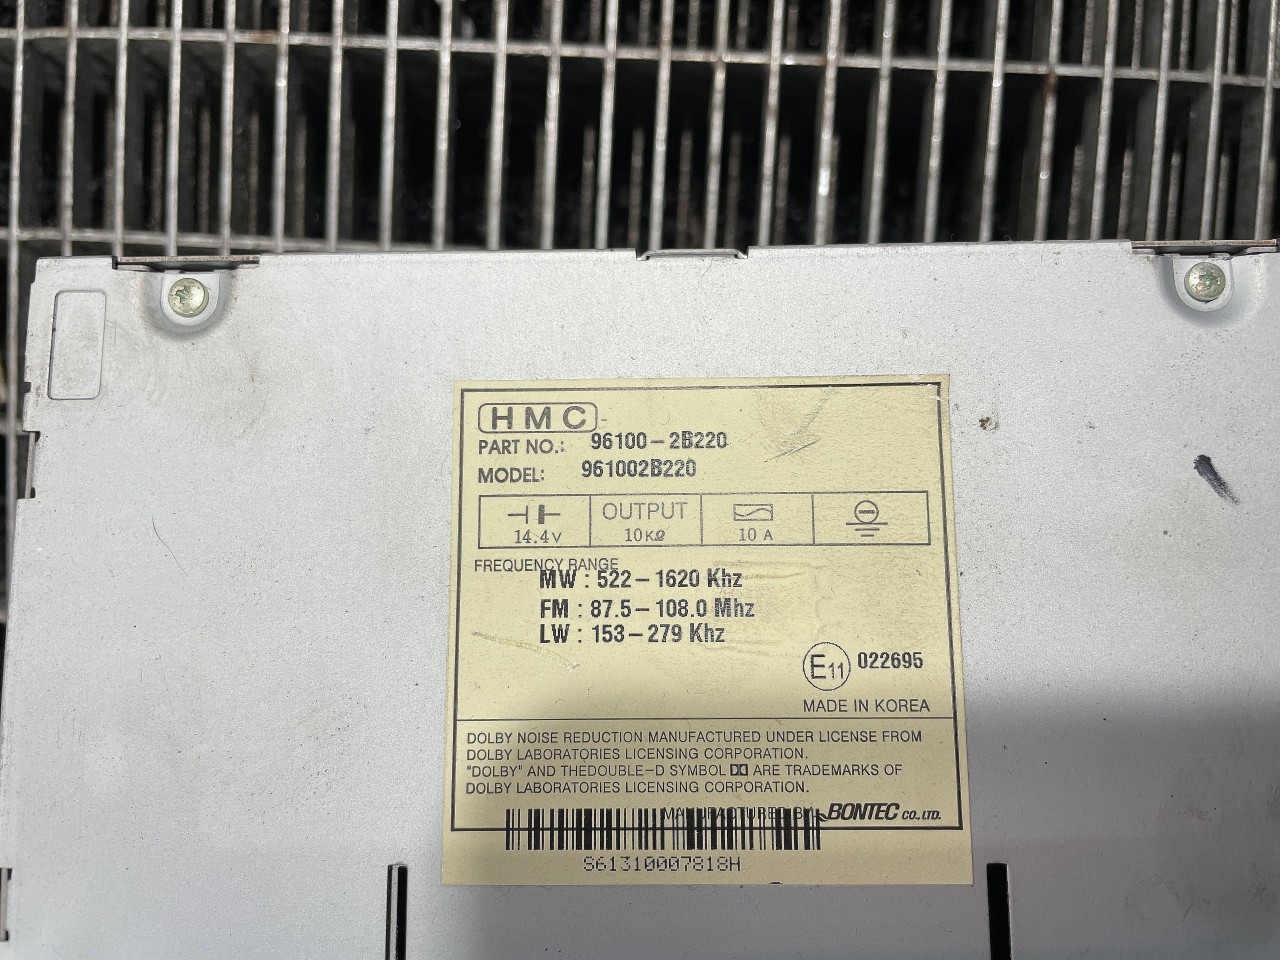 HMC
PART NO.: 96100-2B220
MODEL: 961002B220
14.4V
OUTPUT
10KΩ
10 A
FREQUENCY RANGE
MW : 522-1620 Khz
FM : 87.5-108.0 Mhz
LW : 153-279 Khz
E11 022695
MADE IN KOREA
DOLBY NOISE REDUCTION MANUFACTURED UNDER LICENSE FROM
DOLBY LABORATORIES LICENSING CORPORATION.
"DOLBY" AND THEDOUBLE-D SYMBOL ARE TRADEMARKS OF
DOLBY LABORATORIES LICENSING CORPORATION.
MANUFACTURED BY BONTEC CO., LTD.
S61310007818H